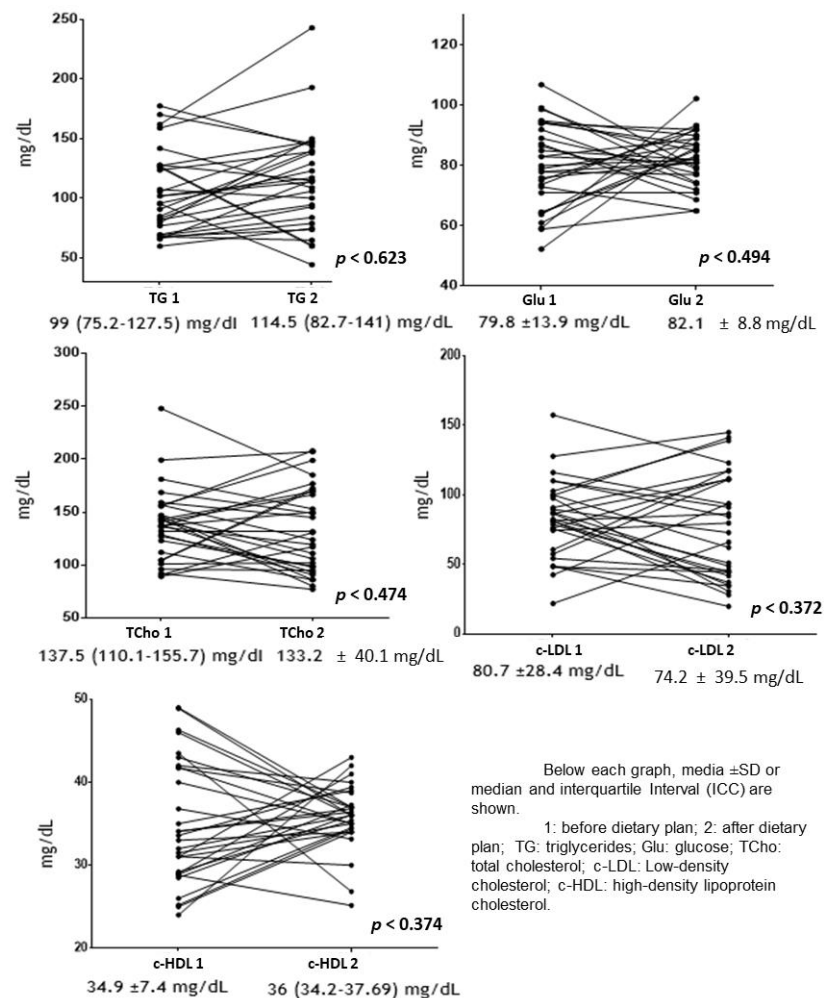 250
200
150
100
50
mg/dL
TG 1
TG 2
p < 0.623
99 (75.2-127.5) mg/dl
114.5 (82.7-141) mg/dL
120
100
80
60
40
mg/dL
Glu 1
Glu 2
p < 0.494
79.8 ±13.9 mg/dL
82.1 ± 8.8 mg/dL
300
250
200
150
100
50
mg/dL
TCho 1
TCho 2
p < 0.474
137.5 (110.1-155.7) mg/dl
133.2 ± 40.1 mg/dL
200
150
100
50
0
mg/dL
c-LDL 1
c-LDL 2
p < 0.372
80.7 ±28.4 mg/dL
74.2 ± 39.5 mg/dL
50
40
30
20
mg/dL
c-HDL 1
c-HDL 2
p < 0.374
34.9 ±7.4 mg/dL
36 (34.2-37.69) mg/dL
Below each graph, media ±SD or
median and interquartile Interval (ICC) are
shown.
1: before dietary plan; 2: after dietary
plan; TG: triglycerides; Glu: glucose; TCho:
total cholesterol; c-LDL: Low-density
cholesterol; c-HDL: high-density lipoprotein
cholesterol.